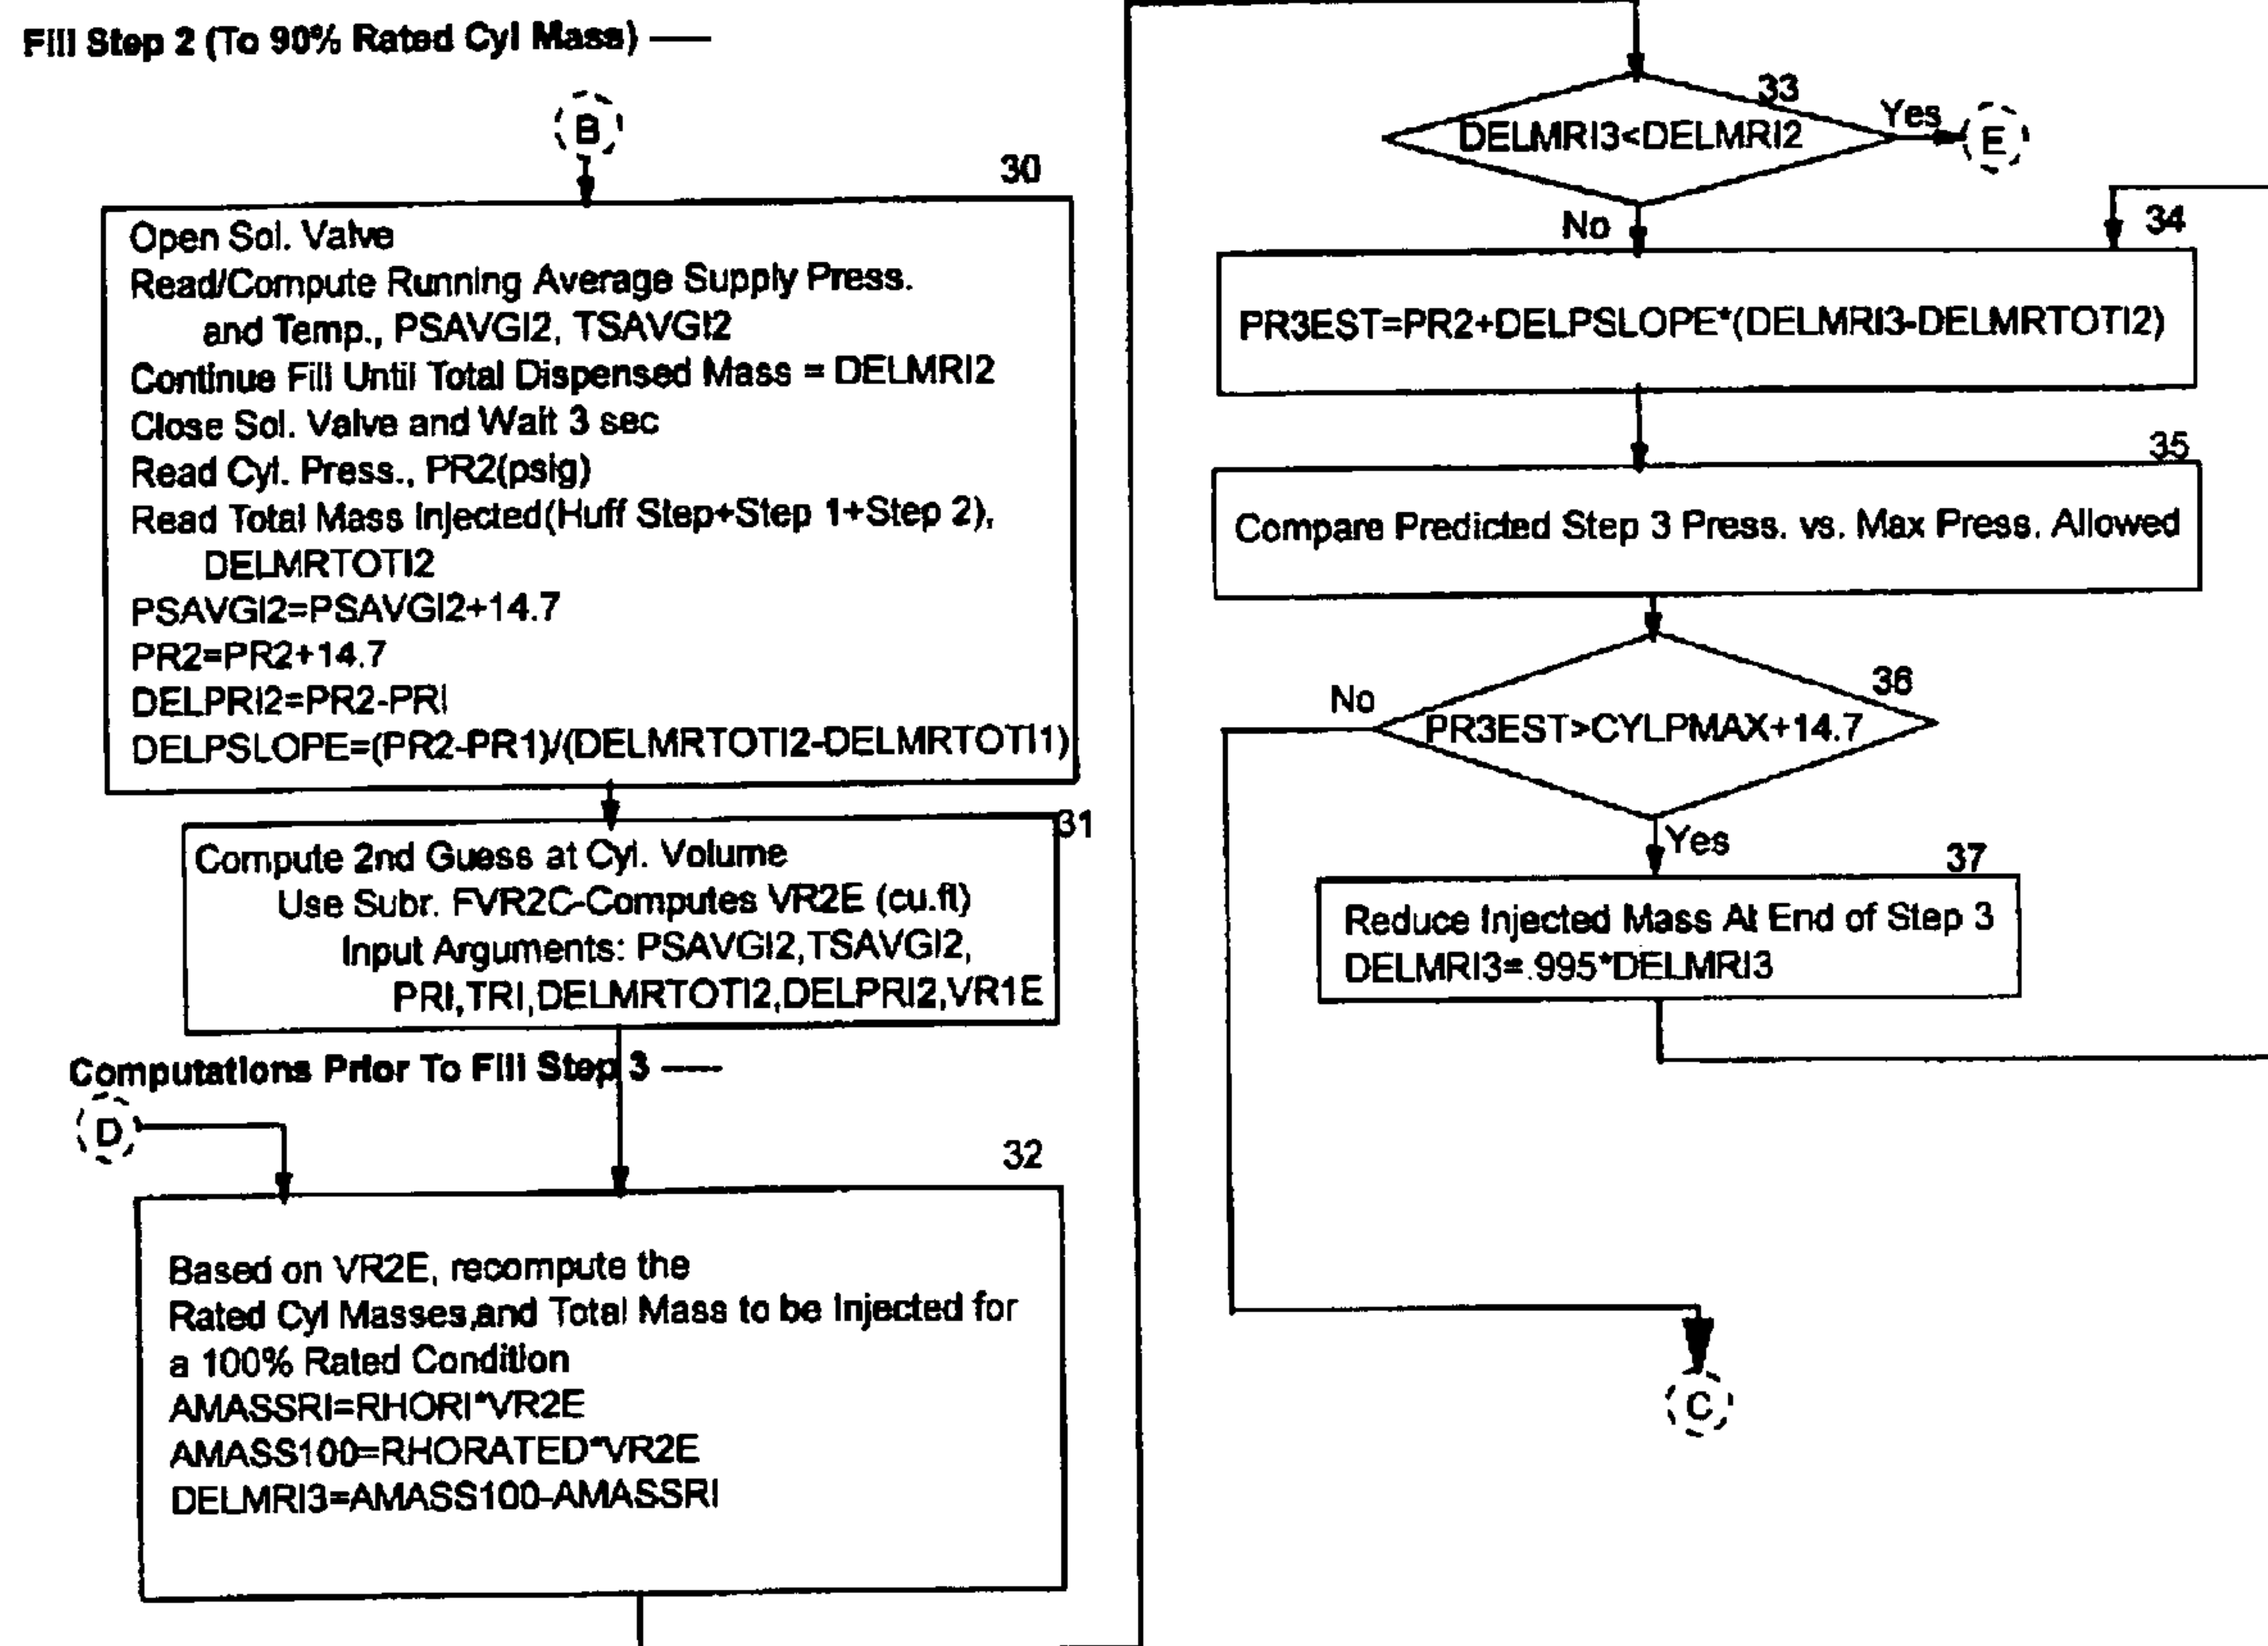 Fill Step 2 (To 90% Rated Cyl Mass) —
B
30
Open Sol. Valve
Read/Compute Running Average Supply Press.
and Temp., PSAVGI2, TSAVGI2
Continue Fill Until Total Dispensed Mass = DELMRI2
Close Sol. Valve and Wait 3 sec
Read Cyl. Press., PR2(psig)
Read Total Mass Injected(Huff Step+Step 1+Step 2),
DELMRTOTI2
PSAVGI2=PSAVGI2+14.7
PR2=PR2+14.7
DELPRI2=PR2-PRI
DELPSLOPE=(PR2-PR1)/(DELMRTOTI2-DELMRTOTI1)
31
Compute 2nd Guess at Cyl. Volume
Use Subr. FVR2C-Computes VR2E (cu.ft)
Input Arguments: PSAVGI2,TSAVGI2,
PRI,TRI,DELMRTOTI2,DELPRI2,VR1E
Computations Prior To Fill Step 3 —
D
32
Based on VR2E, recompute the
Rated Cyl Masses,and Total Mass to be Injected for
a 100% Rated Condition
AMASSRI=RHORI*VR2E
AMASS100=RHORATED*VR2E
DELMRI3=AMASS100-AMASSRI
33
DELMRI3<DELMRI2
Yes
E
No
34
PR3EST=PR2+DELPSLOPE*(DELMRI3-DELMRTOTI2)
35
Compare Predicted Step 3 Press. vs. Max Press. Allowed
36
No
PR3EST>CYLPMAX+14.7
Yes
37
Reduce Injected Mass At End of Step 3
DELMRI3=.995*DELMRI3
C